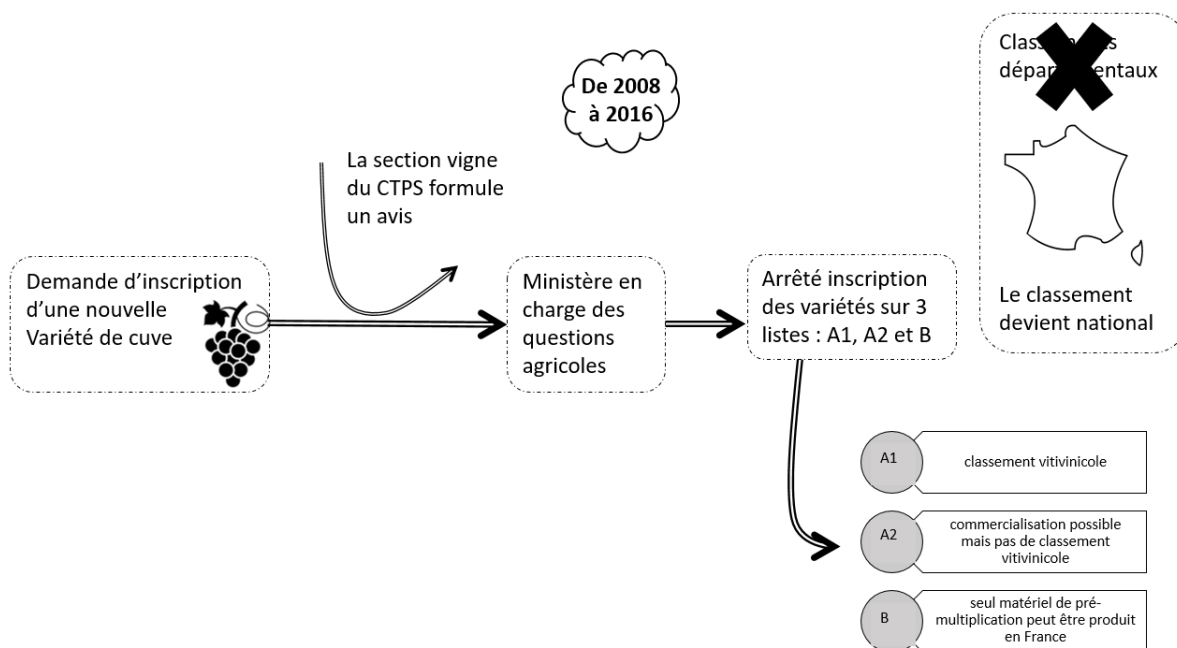 De 2008
à 2016
La section vigne
du CTPS formule
un avis
Demande d’inscription
d’une nouvelle
Variété de cuve
Ministère en
charge des
questions
agricoles
Arrêté inscription
des variétés sur 3
listes : A1, A2 et B
Le classement
devient national
A1
classement vitivinicole
A2
commercialisation possible
mais pas de classement
vitivinicole
B
seul matériel de pré-
multiplication peut être produit
en France